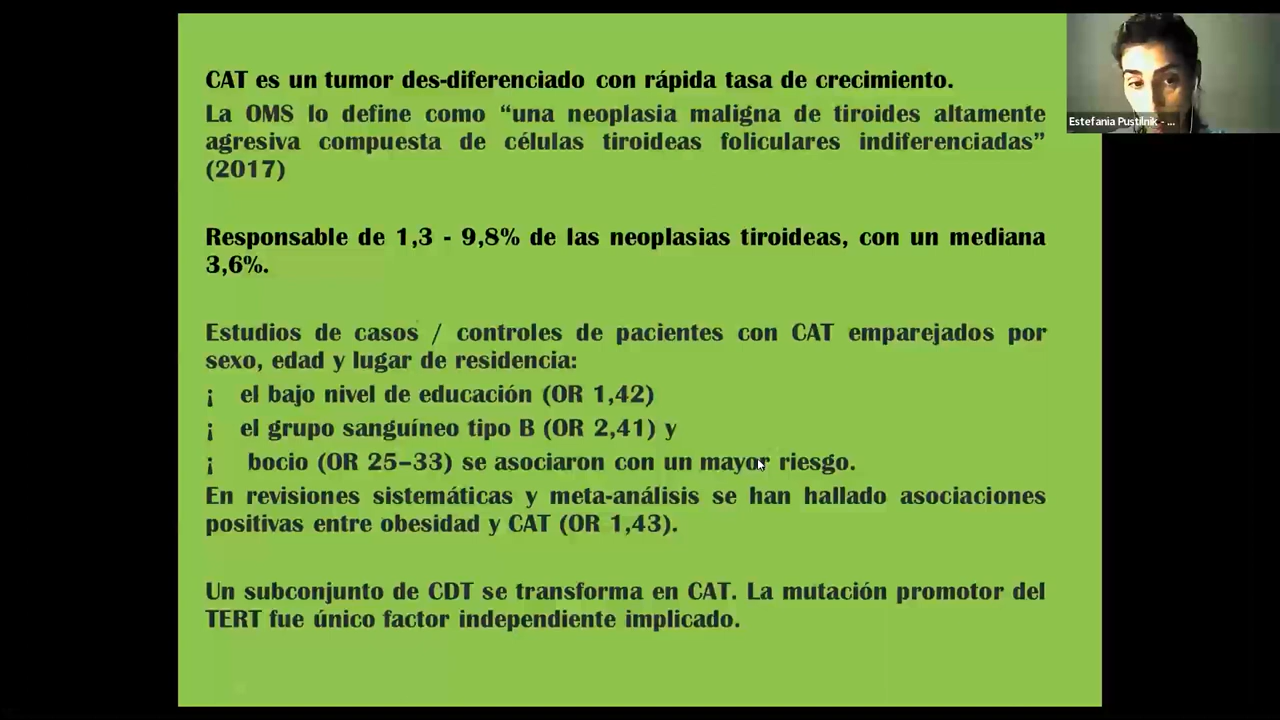 CAT es un tumor des-diferenciado con rápida tasa de crecimiento.
La OMS lo define como “una neoplasia maligna de tiroides altamente
agresiva compuesta de células tiroideas foliculares indiferenciadas”
(2017)
Responsable de 1,3 - 9,8% de las neoplasias tiroideas, con un mediana
3,6%.
Estudios de casos / controles de pacientes con CAT emparejados por
sexo, edad y lugar de residencia:
¡ el bajo nivel de educación (OR 1,42)
¡ el grupo sanguíneo tipo B (OR 2,41) y
¡ bocio (OR 25–33) se asociaron con un mayor riesgo.
En revisiones sistemáticas y meta-análisis se han hallado asociaciones
positivas entre obesidad y CAT (OR 1,43).
Un subconjunto de CDT se transforma en CAT. La mutación promotor del
TERT fue único factor independiente implicado.
Estefania Pustilnik - ...